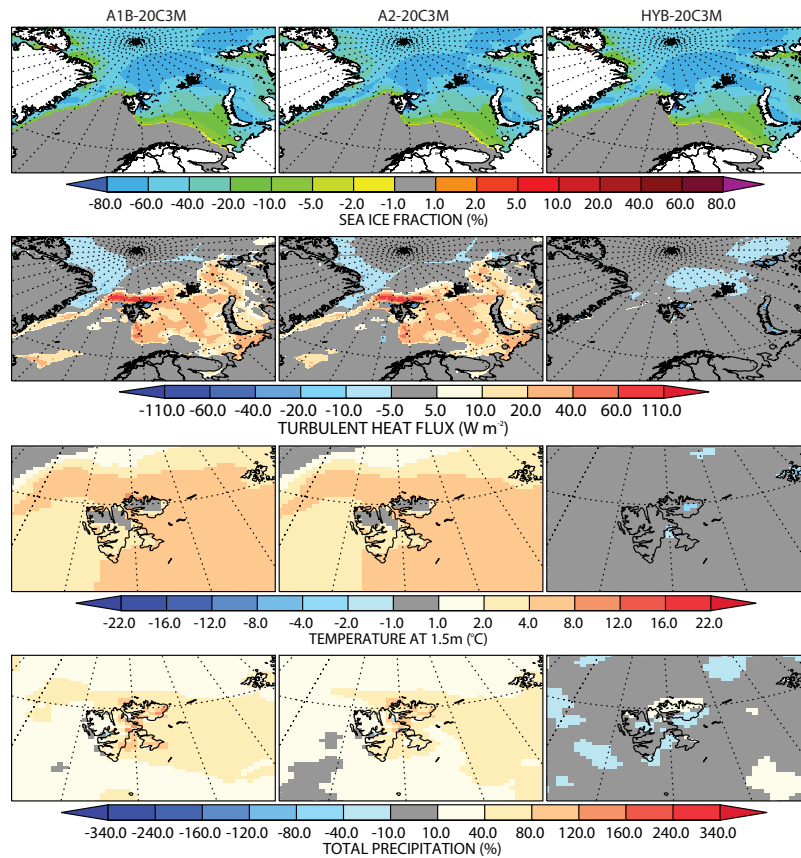 A1B-20C3M A2-20C3M HYB-20C3M
-80.0 -60.0 -40.0 -20.0 -10.0 -5.0 -2.0 -1.0 1.0 2.0 5.0 10.0 20.0 40.0 60.0 80.0
SEA ICE FRACTION (%)
-110.0 -60.0 -40.0 -20.0 -10.0 -5.0 5.0 10.0 20.0 40.0 60.0 110.0
TURBULENT HEAT FLUX (W m-2)
-22.0 -16.0 -12.0 -8.0 -4.0 -2.0 -1.0 1.0 2.0 4.0 8.0 12.0 16.0 22.0
TEMPERATURE AT 1.5m (°C)
-340.0 -240.0 -160.0 -120.0 -80.0 -40.0 -10.0 10.0 40.0 80.0 120.0 160.0 240.0 340.0
TOTAL PRECIPITATION (%)